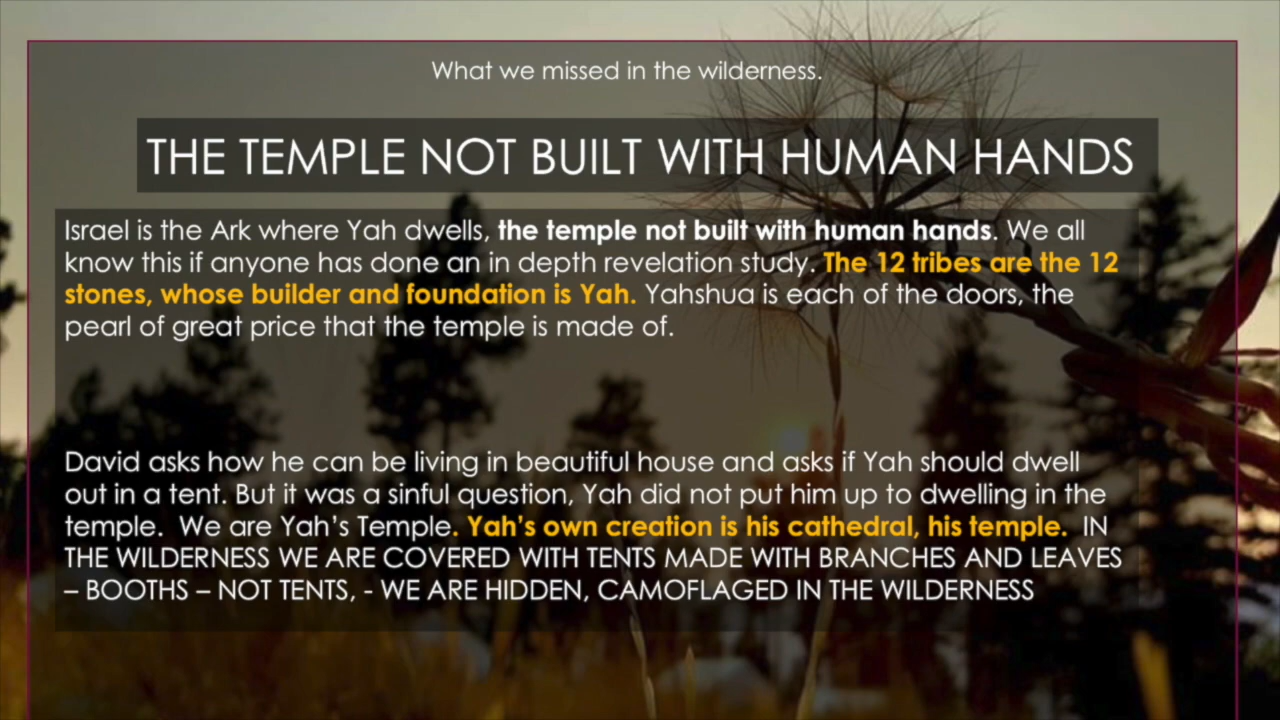 What we missed in the wilderness.
THE TEMPLE NOT BUILT WITH HUMAN HANDS
Israel is the Ark where Yah dwells, the temple not built with human hands. We all
know this if anyone has done an in depth revelation study. The 12 tribes are the 12
stones, whose builder and foundation is Yah. Yahshua is each of the doors, the
pearl of great price that the temple is made of.
David asks how he can be living in beautiful house and asks if Yah should dwell
out in a tent. But it was a sinful question, Yah did not put him up to dwelling in the
temple.  We are Yah's Temple. Yah's own creation is his cathedral, his temple.  IN
THE WILDERNESS WE ARE COVERED WITH TENTS MADE WITH BRANCHES AND LEAVES
– BOOTHS – NOT TENTS, - WE ARE HIDDEN, CAMOFLAGED IN THE WILDERNESS